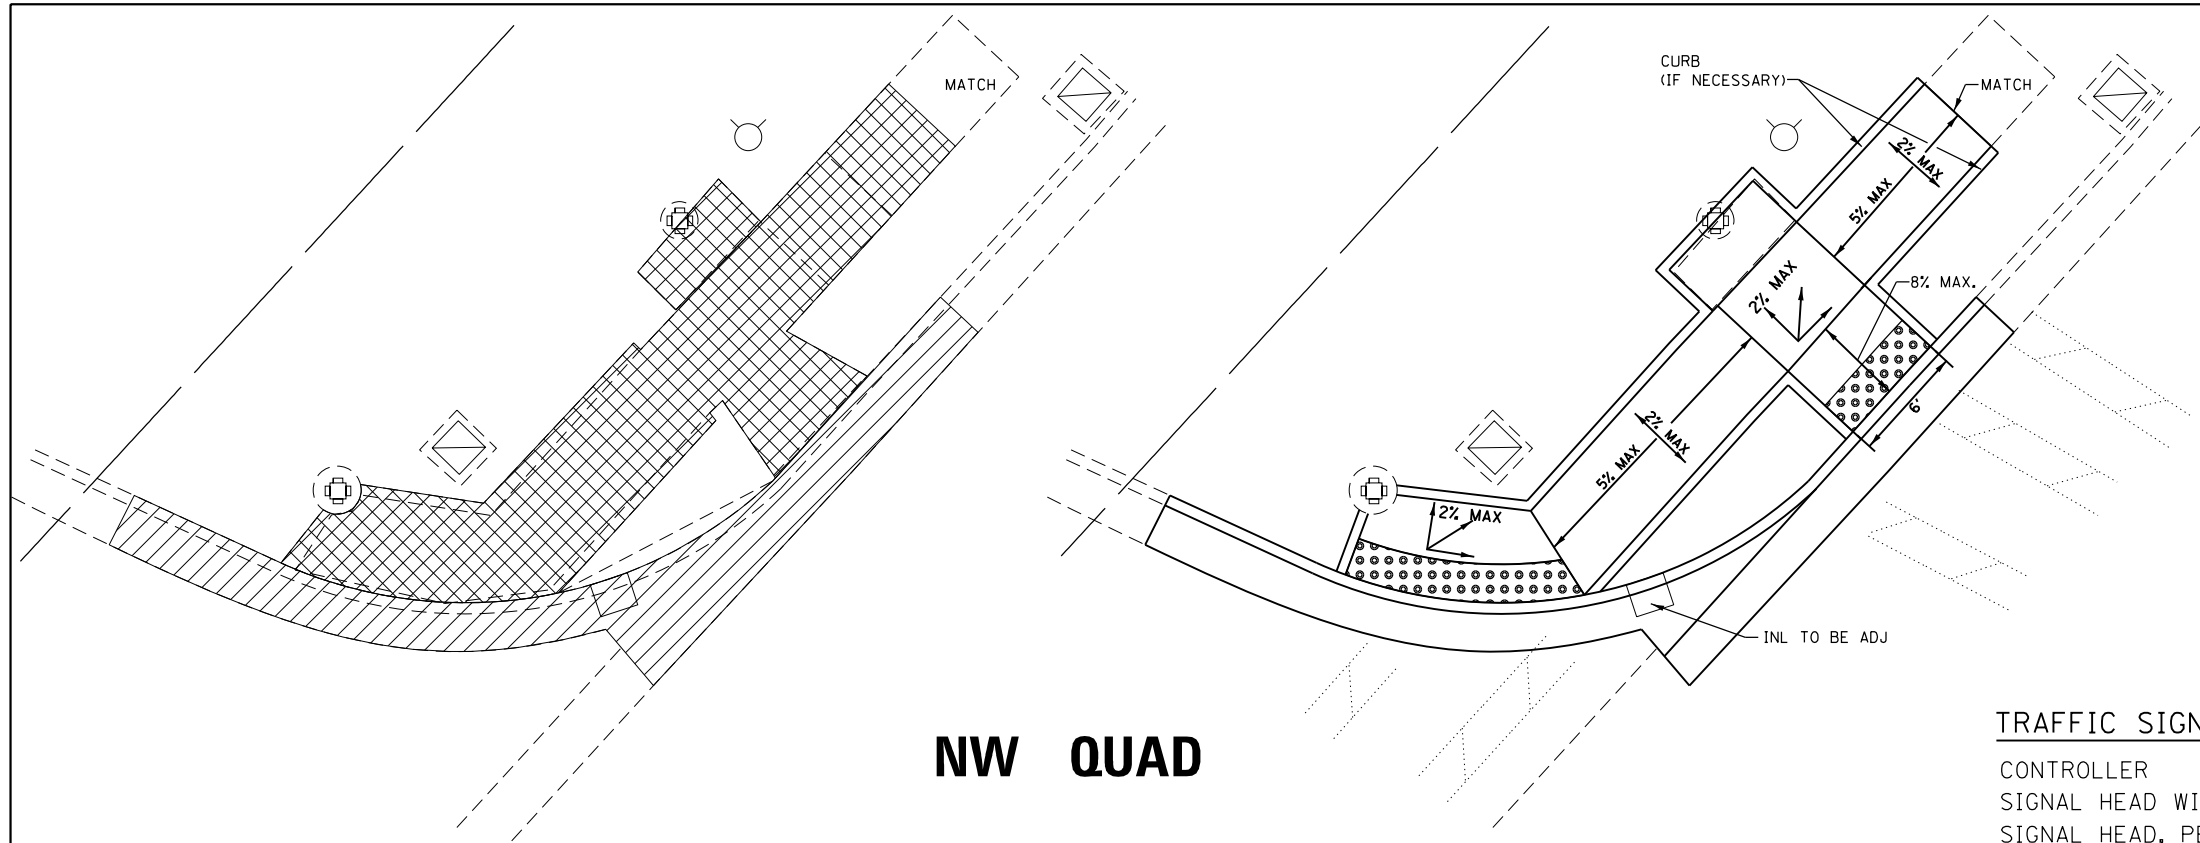 MATCH
CURB
(IF NECESSARY)
MATCH
2% MAX
5% MAX
2% MAX
8% MAX.
6'
2% MAX
5% MAX
2% MAX
INL TO BE ADJ
NW QUAD
TRAFFIC SIGN
CONTROLLER
SIGNAL HEAD WI
SIGNAL HEAD, PE